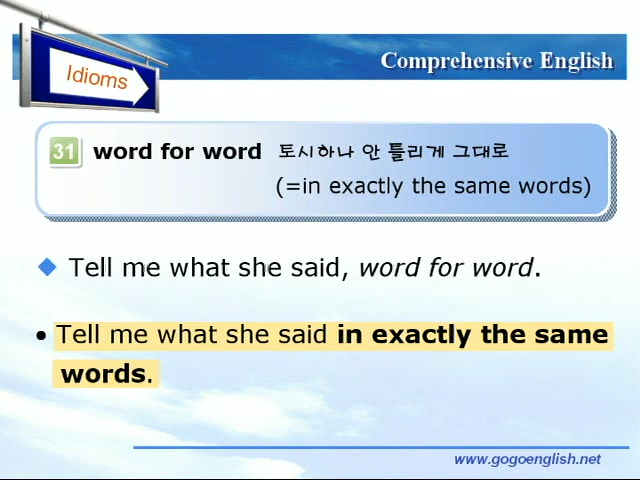 Idioms
Comprehensive English
31 word for word 토시하나 안 틀리게 그대로
(=in exactly the same words)
Tell me what she said, word for word.
• Tell me what she said in exactly the same
words.
www.gogoenglish.net